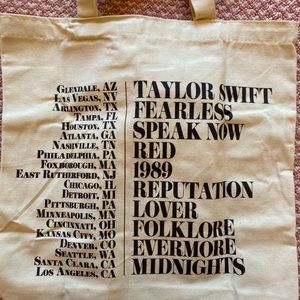 GLENDALE, AZ
LAS VEGAS, NV
ARLINGTON, TX
TAMPA, FL
HOUSTON, TX
ATLANTA, GA
NASHVILLE, TN
PHILADELPHIA, PA
FOXBOROUGH, MA
EAST RUTHERFORD, NJ
CHICAGO, IL
DETROIT, MI
PITTSBURGH, PA
MINNEAPOLIS, MN
CINCINNATI, OH
KANSAS CITY, MO
DENVER, CO
SEATTLE, WA
SANTA CLARA, CA
LOS ANGELES, CA
TAYLOR SWIFT
FEARLESS
SPEAK NOW
RED
1989
REPUTATION
LOVER
FOLKLORE
EVERMORE
MIDNIGHTS